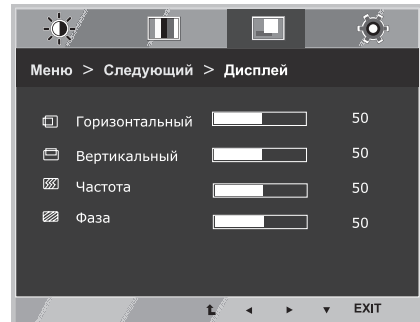 Меню > Следующий > Дисплей
Горизонтальный 50
Вертикальный 50
Частота 50
Фаза 50
EXIT